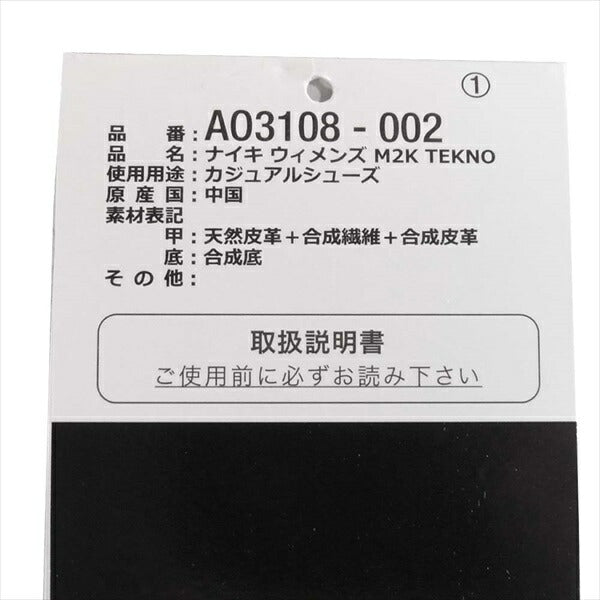 ①
品番：AO3108-002
品名：ナイキ ウィメンズ M2K TEKNO
使用用途：カジュアルシューズ
原産国：中国
素材表記
甲：天然皮革＋合成繊維＋合成皮革
底：合成底
その他：
取扱説明書
ご使用前に必ずお読み下さい